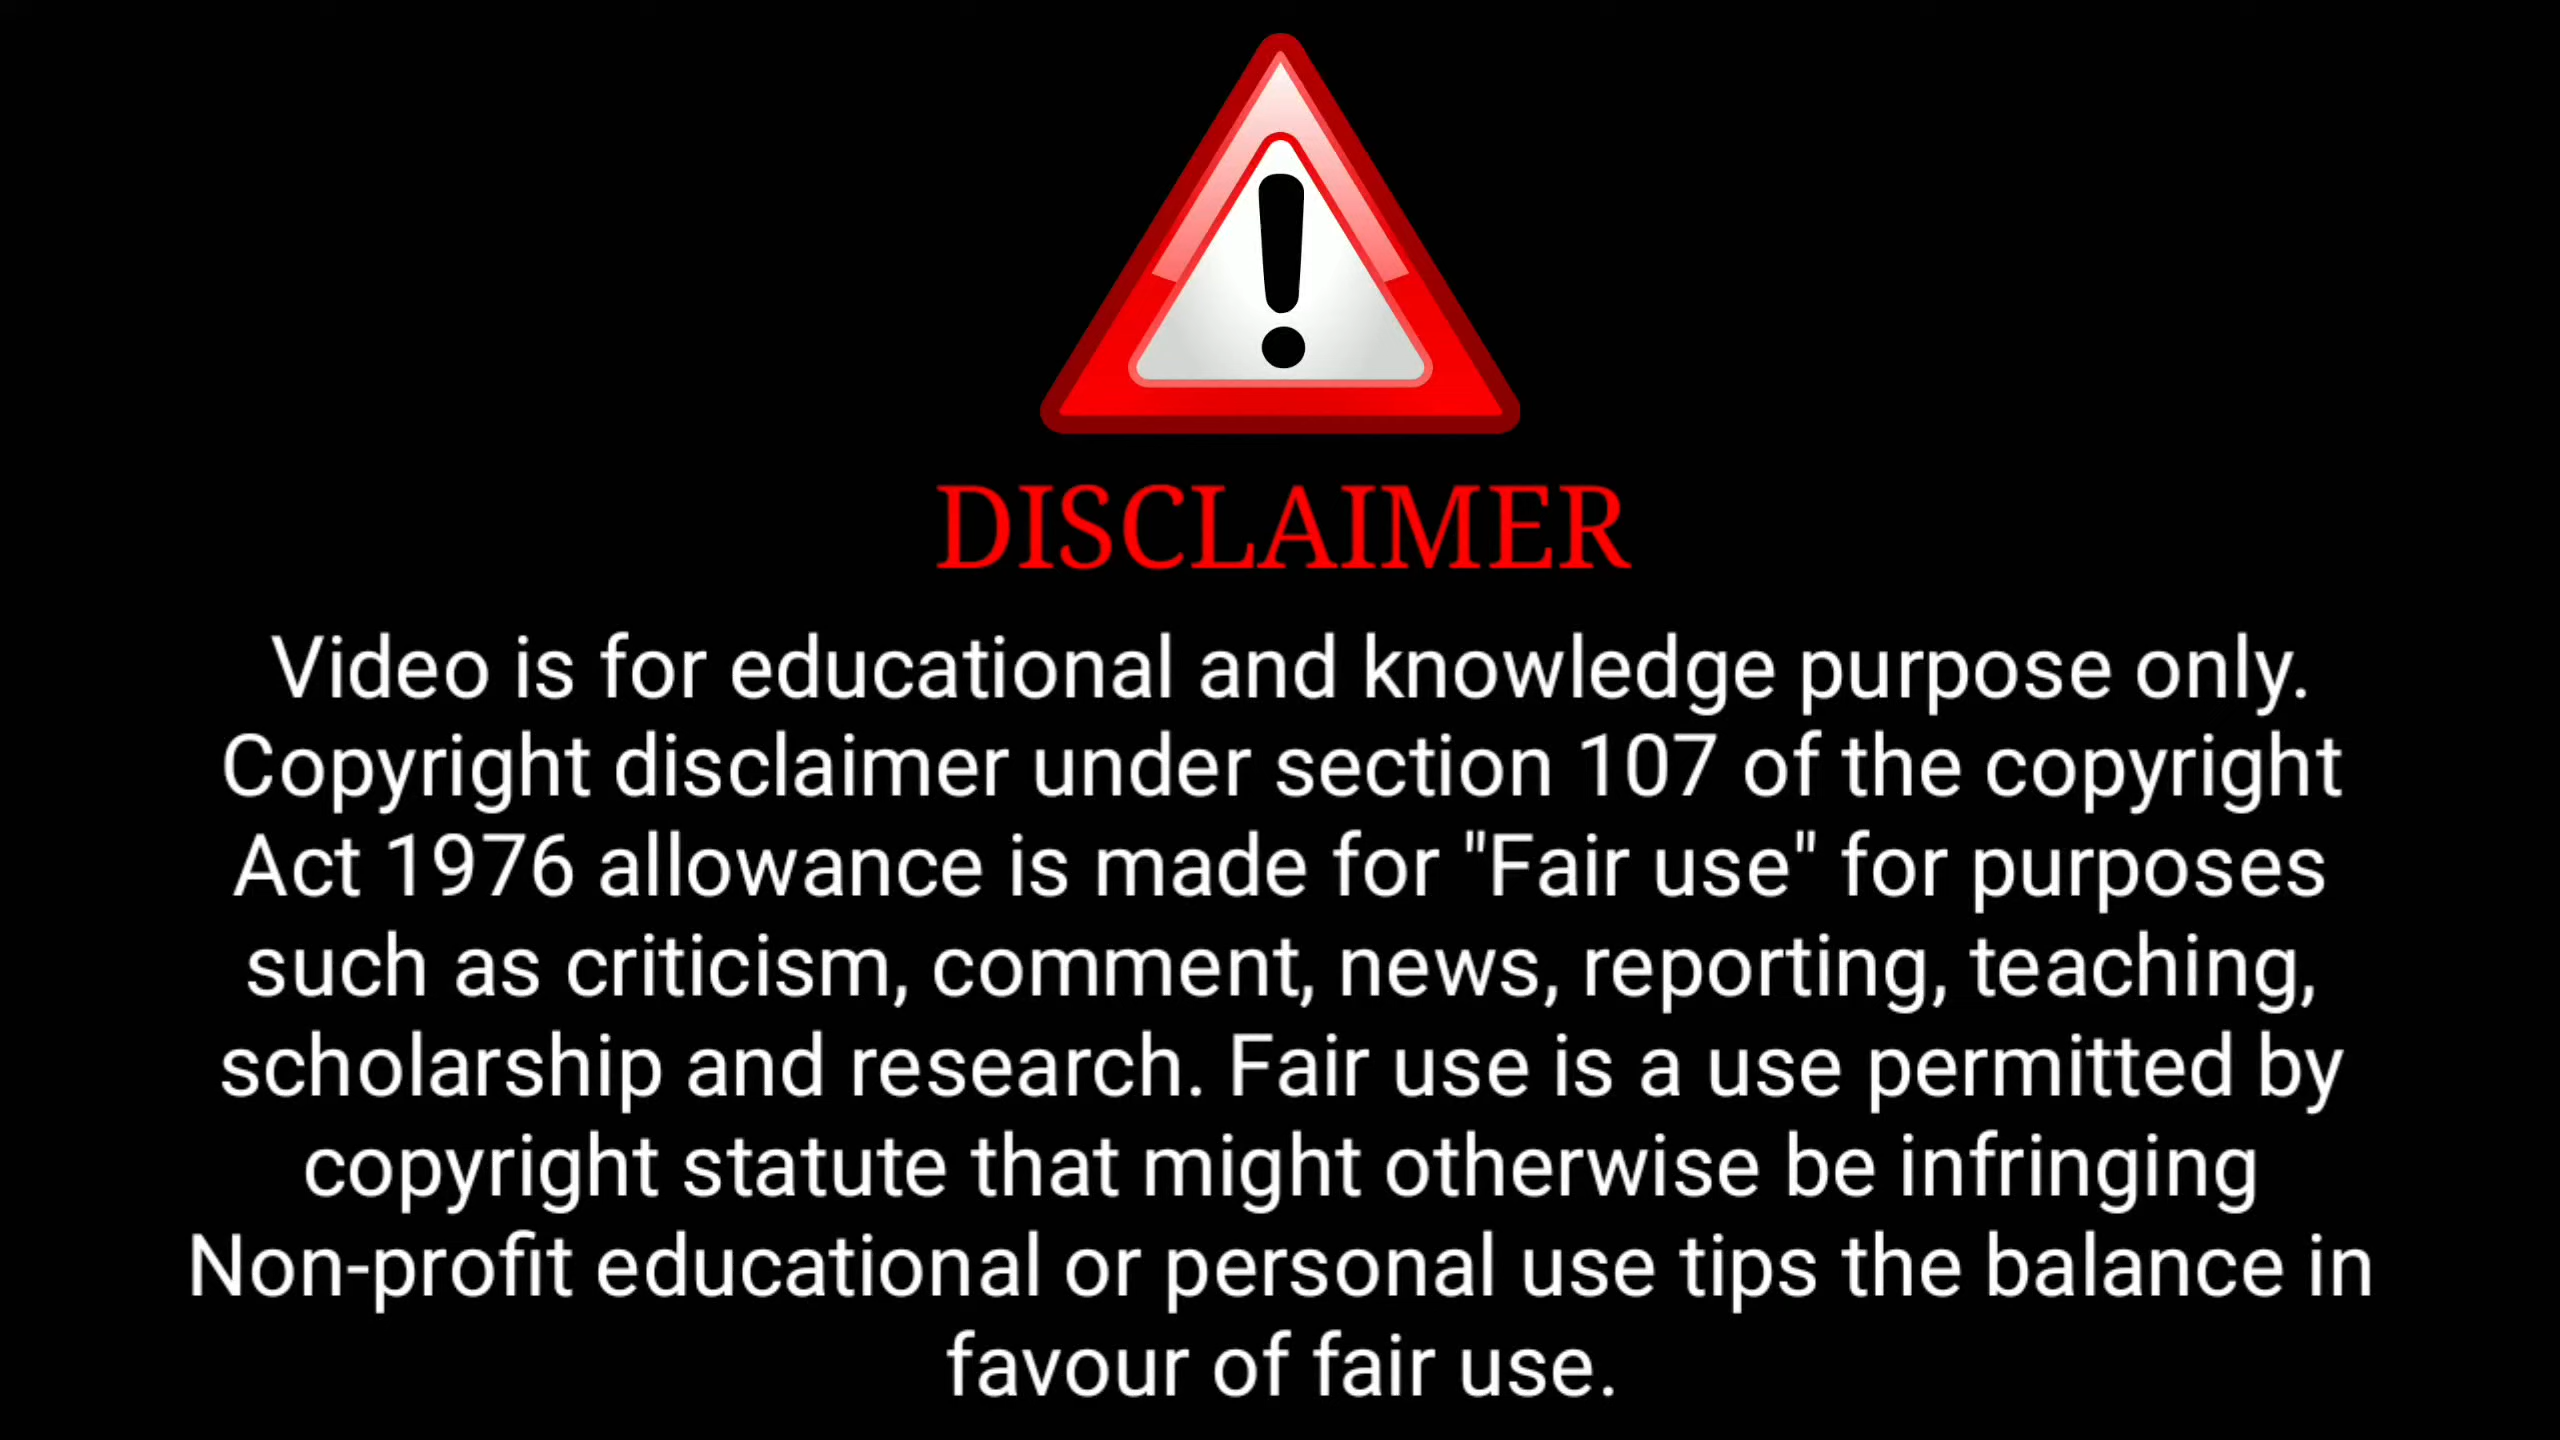 DISCLAIMER
Video is for educational and knowledge purpose only.
Copyright disclaimer under section 107 of the copyright
Act 1976 allowance is made for "Fair use" for purposes
such as criticism, comment, news, reporting, teaching,
scholarship and research. Fair use is a use permitted by
copyright statute that might otherwise be infringing
Non-profit educational or personal use tips the balance in
favour of fair use.